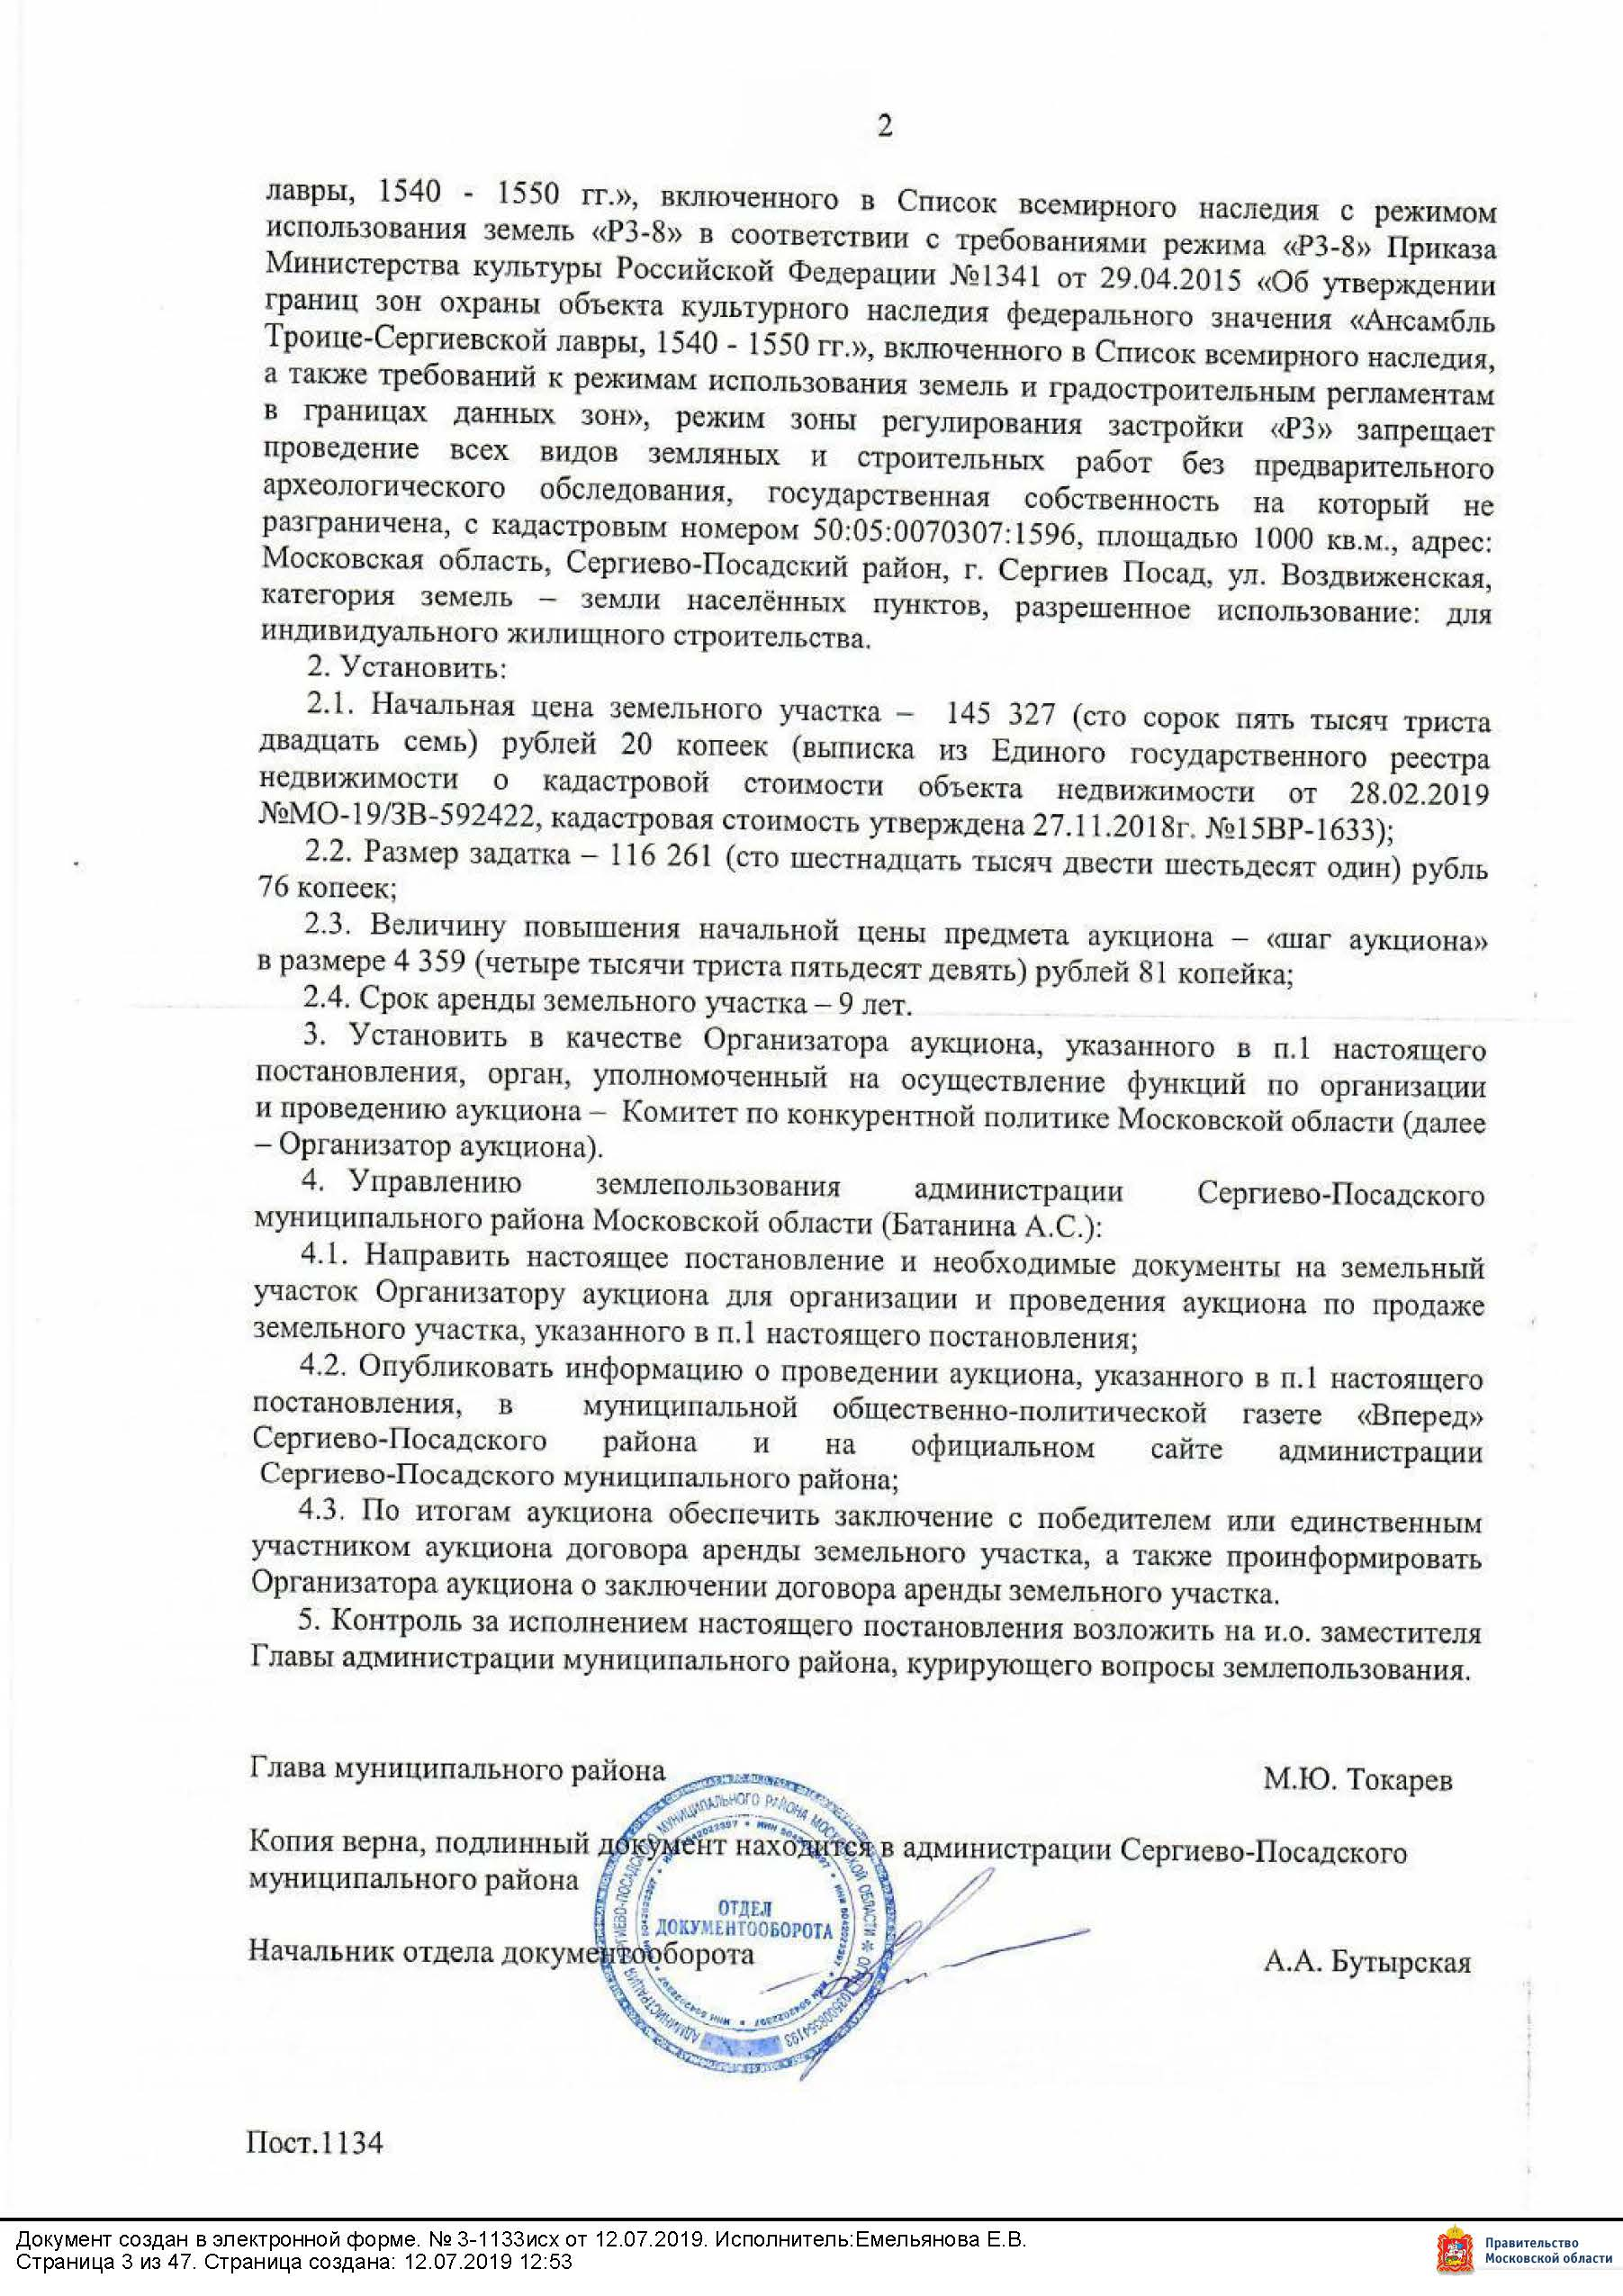 2
лавры, 1540 - 1550 гг.», включенного в Список всемирного наследия с режимом
использования земель «РЗ-8» в соответствии с требованиями режима «РЗ-8» Приказа
Министерства культуры Российской Федерации №1341 от 29.04.2015 «Об утверждении
границ зон охраны объекта культурного наследия федерального значения «Ансамбль
Троице-Сергиевской лавры, 1540 - 1550 гг.», включенного в Список всемирного наследия,
а также требований к режимам использования земель и градостроительным регламентам
в границах данных зон», режим зоны регулирования застройки «РЗ» запрещает
проведение всех видов земляных и строительных работ без предварительного
археологического обследования, государственная собственность на который не
разграничена, с кадастровым номером 50:05:0070307:1596, площадью 1000 кв.м., адрес:
Московская область, Сергиево-Посадский район, г. Сергиев Посад, ул. Воздвиженская,
категория земель – земли населённых пунктов, разрешенное использование: для
индивидуального жилищного строительства.
2. Установить:
2.1. Начальная цена земельного участка – 145 327 (сто сорок пять тысяч триста
двадцать семь) рублей 20 копеек (выписка из Единого государственного реестра
недвижимости о кадастровой стоимости объекта недвижимости от 28.02.2019
№МО-19/ЗВ-592422, кадастровая стоимость утверждена 27.11.2018г. №15ВР-1633);
2.2. Размер задатка – 116 261 (сто шестнадцать тысяч двести шестьдесят один) рубль
76 копеек;
2.3. Величину повышения начальной цены предмета аукциона – «шаг аукциона»
в размере 4 359 (четыре тысячи триста пятьдесят девять) рублей 81 копейка;
2.4. Срок аренды земельного участка – 9 лет.
3. Установить в качестве Организатора аукциона, указанного в п.1 настоящего
постановления, орган, уполномоченный на осуществление функций по организации
и проведению аукциона – Комитет по конкурентной политике Московской области (далее
– Организатор аукциона).
4. Управлению землепользования администрации Сергиево-Посадского
муниципального района Московской области (Батанина А.С.):
4.1. Направить настоящее постановление и необходимые документы на земельный
участок Организатору аукциона для организации и проведения аукциона по продаже
земельного участка, указанного в п.1 настоящего постановления;
4.2. Опубликовать информацию о проведении аукциона, указанного в п.1 настоящего
постановления, в муниципальной общественно-политической газете «Вперед»
Сергиево-Посадского района и на официальном сайте администрации
Сергиево-Посадского муниципального района;
4.3. По итогам аукциона обеспечить заключение с победителем или единственным
участником аукциона договора аренды земельного участка, а также проинформировать
Организатора аукциона о заключении договора аренды земельного участка.
5. Контроль за исполнением настоящего постановления возложить на и.о. заместителя
Главы администрации муниципального района, курирующего вопросы землепользования.
Глава муниципального района М.Ю. Токарев
Копия верна, подлинный документ находится в администрации Сергиево-Посадского
муниципального района
ОТДЕЛ
ДОКУМЕНТООБОРОТА
АДМИНИСТРАЦИЯ СЕРГИЕВО-ПОСАДСКОГО МУНИЦИПАЛЬНОГО РАЙОНА МОСКОВСКОЙ ОБЛАСТИ
Начальник отдела документооборота А.А. Бутырская
Пост.1134
Документ создан в электронной форме. № 3-1133исх от 12.07.2019. Исполнитель:Емельянова Е.В.
Страница 3 из 47. Страница создана: 12.07.2019 12:53
Правительство
Московской области